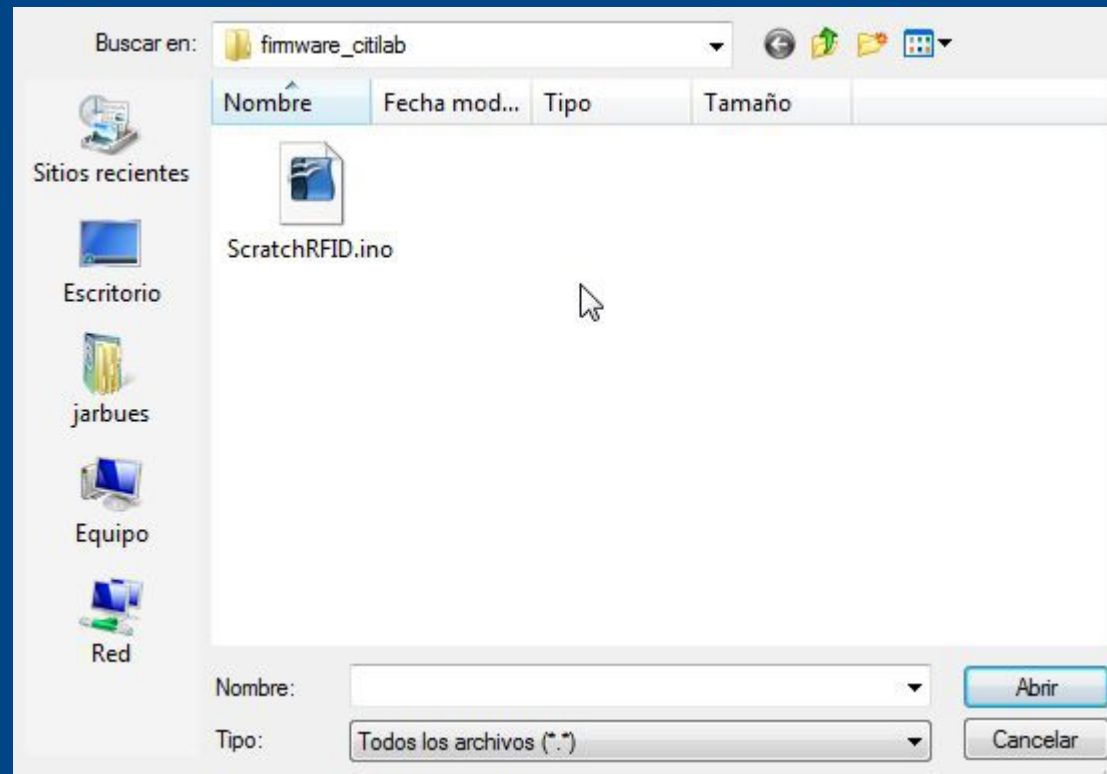 Buscar en: firmware_citilab
Nombre Fecha mod... Tipo Tamaño
Sitios recientes
ScratchRFID.ino
Escritorio
jarbues
Equipo
Red
Nombre: Abrir
Tipo: Todos los archivos (*.*) Cancelar